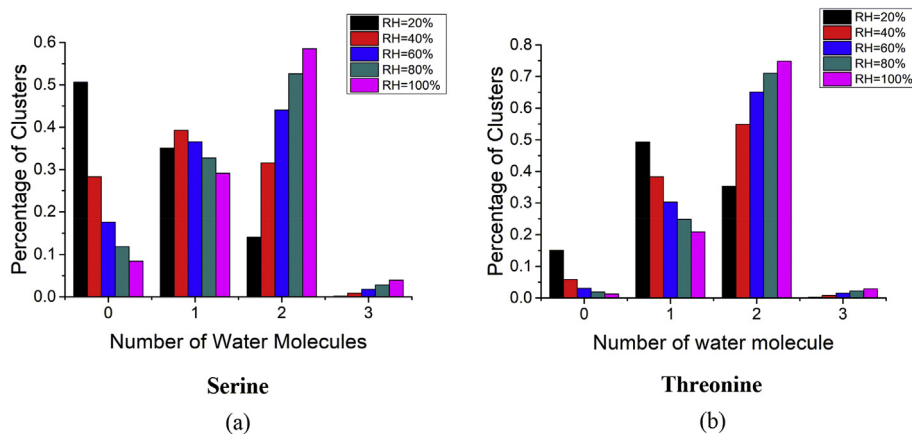 RH=20%
RH=40%
RH=60%
RH=80%
RH=100%
Percentage of Clusters
0.6
0.5
0.4
0.3
0.2
0.1
0.0
0 1 2 3
Number of Water Molecules
Serine
(a)
RH=20%
RH=40%
RH=60%
RH=80%
RH=100%
Percentage of Clusters
0.8
0.7
0.6
0.5
0.4
0.3
0.2
0.1
0.0
0 1 2 3
Number of water molecule
Threonine
(b)